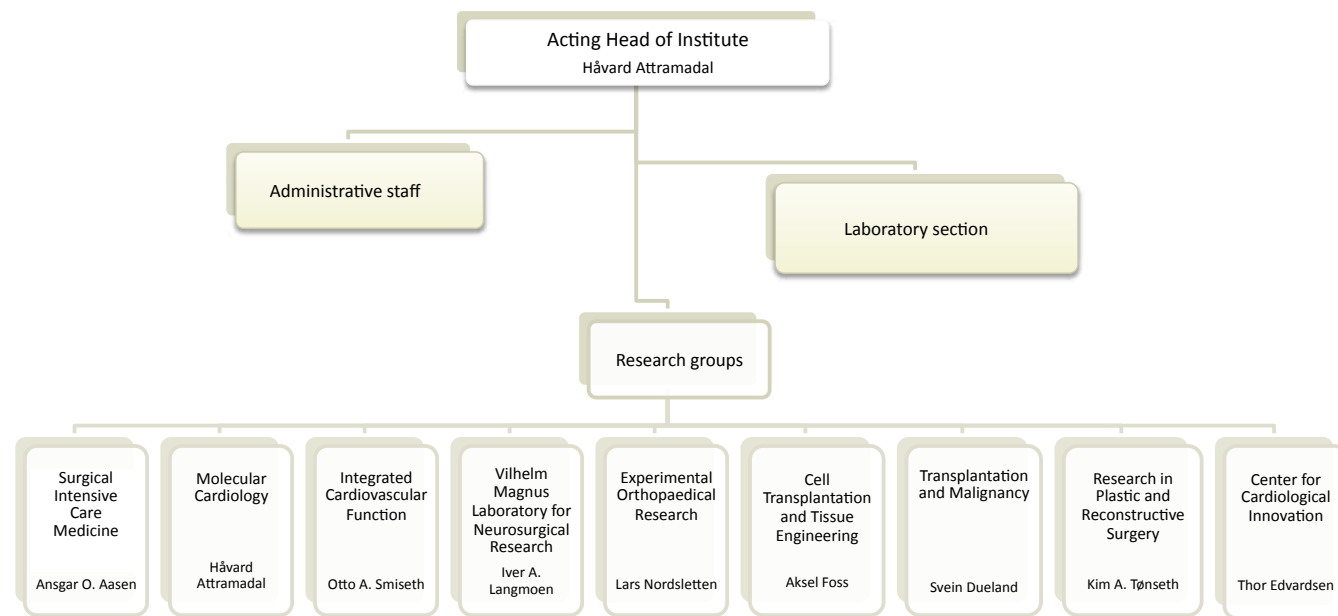 Acting Head of Institute
Håvard Attramadal
Administrative staff
Laboratory section
Research groups
Surgical
Intensive
Care
Medicine
Ansgar O. Aasen
Molecular
Cardiology
Håvard
Attramadal
Integrated
Cardiovascular
Function
Otto A. Smiseth
Vilhelm
Magnus
Laboratory for
Neurosurgical
Research
Iver A.
Langmoen
Experimental
Orthopaedical
Research
Lars Nordsletten
Cell
Transplantation
and Tissue
Engineering
Aksel Foss
Transplantation
and Malignancy
Svein Dueland
Research in
Plastic and
Reconstructive
Surgery
Kim A. Tønseth
Center for
Cardiological
Innovation
Thor Edvardsen